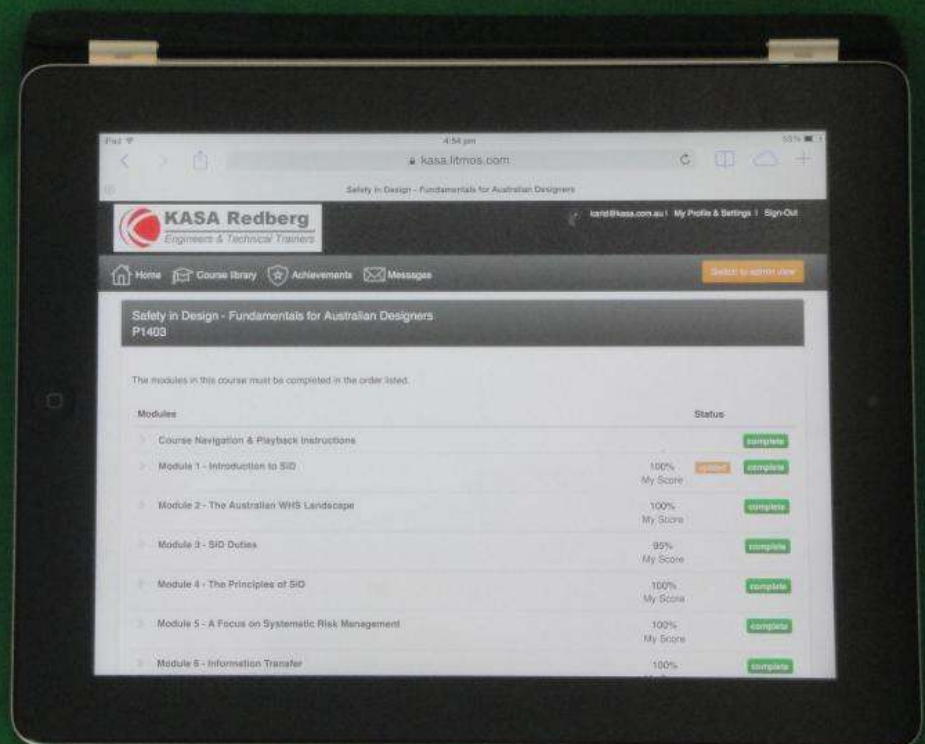 iPad
4:54 pm
55%
kasa.litmos.com
Safety in Design - Fundamentals for Australian Designers
KASA Redberg
Engineers & Technical Trainers
My Profile & Settings | Sign-Out
Home Course library Achievements Messages
Switch to admin view
Safety in Design - Fundamentals for Australian Designers
P1403
The modules in this course must be completed in the order listed.
Modules Status
Course Navigation & Playback Instructions complete
Module 1 - Introduction to SiD 100% updated complete
My Score
Module 2 - The Australian WHS Landscape 100% complete
My Score
Module 3 - SiD Duties 95% complete
My Score
Module 4 - The Principles of SiD 100% complete
My Score
Module 5 - A Focus on Systematic Risk Management 100% complete
My Score
Module 6 - Information Transfer 100% complete